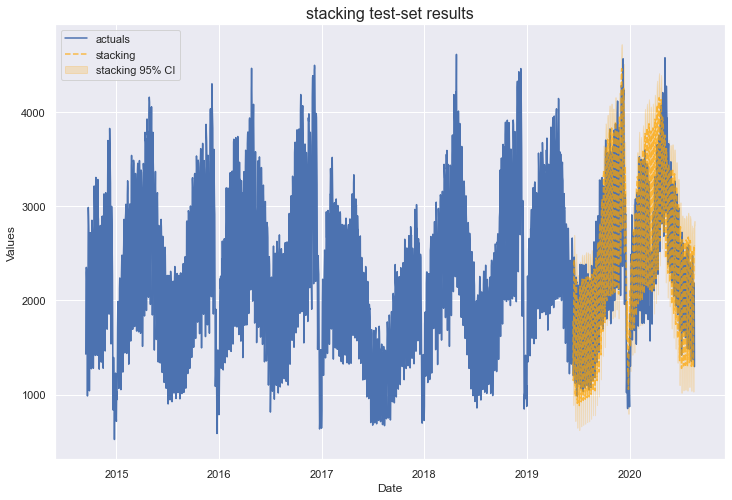 stacking test-set results
actuals
stacking
stacking 95% CI
Values
4000
3000
2000
1000
2015
2016
2017
2018
2019
2020
Date